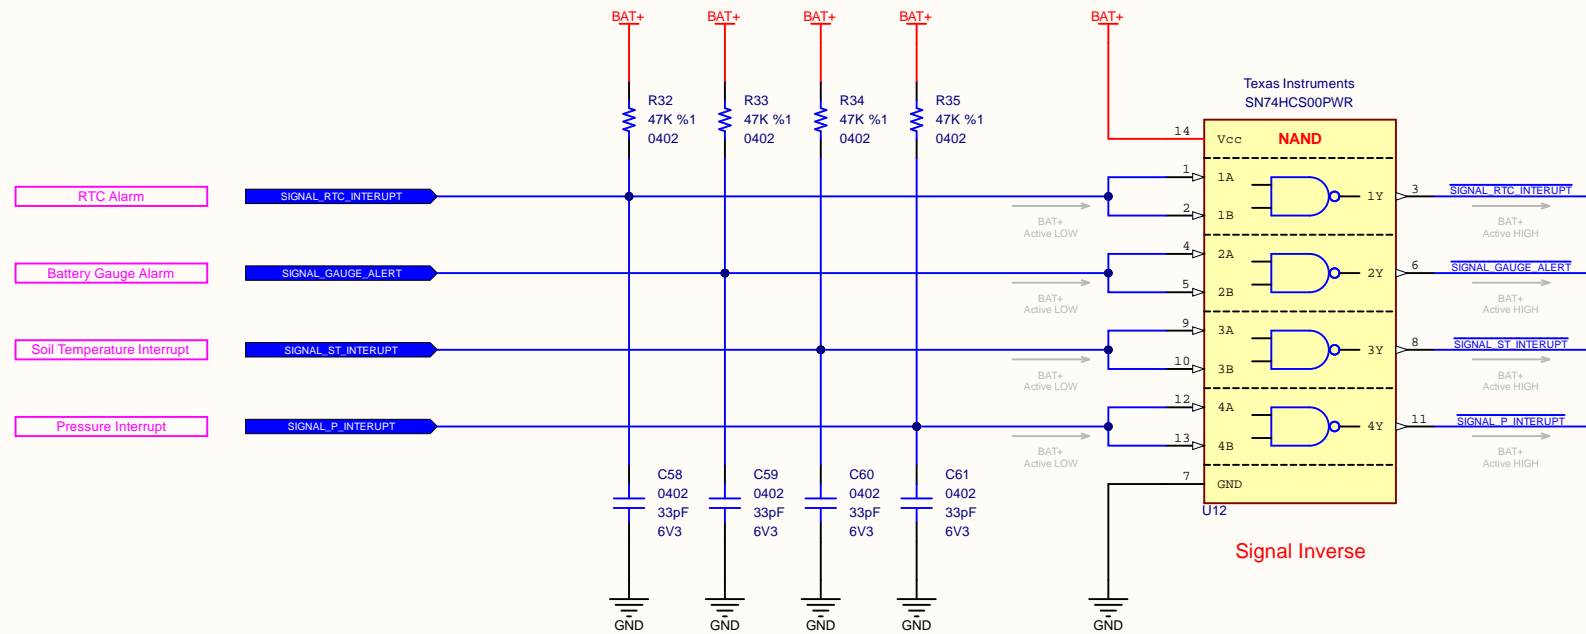 BAT+ BAT+ BAT+ BAT+ BAT+
Texas Instruments
SN74HCS00PWR
R32 R33 R34 R35
47K %1 47K %1 47K %1 47K %1
0402 0402 0402 0402
14 Vcc NAND
1 1A
RTC Alarm SIGNAL_RTC_INTERUPT 1Y 3 SIGNAL_RTC_INTERUPT
2 1B
BAT+ BAT+
Active LOW Active HIGH
4 2A
Battery Gauge Alarm SIGNAL_GAUGE_ALERT 2Y 6 SIGNAL_GAUGE_ALERT
5 2B
BAT+ BAT+
Active LOW Active HIGH
9 3A
Soil Temperature Interrupt SIGNAL_ST_INTERUPT 3Y 8 SIGNAL_ST_INTERUPT
10 3B
BAT+ BAT+
Active LOW Active HIGH
12 4A
Pressure Interrupt SIGNAL_P_INTERUPT 4Y 11 SIGNAL_P_INTERUPT
13 4B
BAT+ BAT+
Active LOW Active HIGH
C58 C59 C60 C61
0402 0402 0402 0402
33pF 33pF 33pF 33pF
6V3 6V3 6V3 6V3
7 GND
U12
Signal Inverse
GND GND GND GND GND